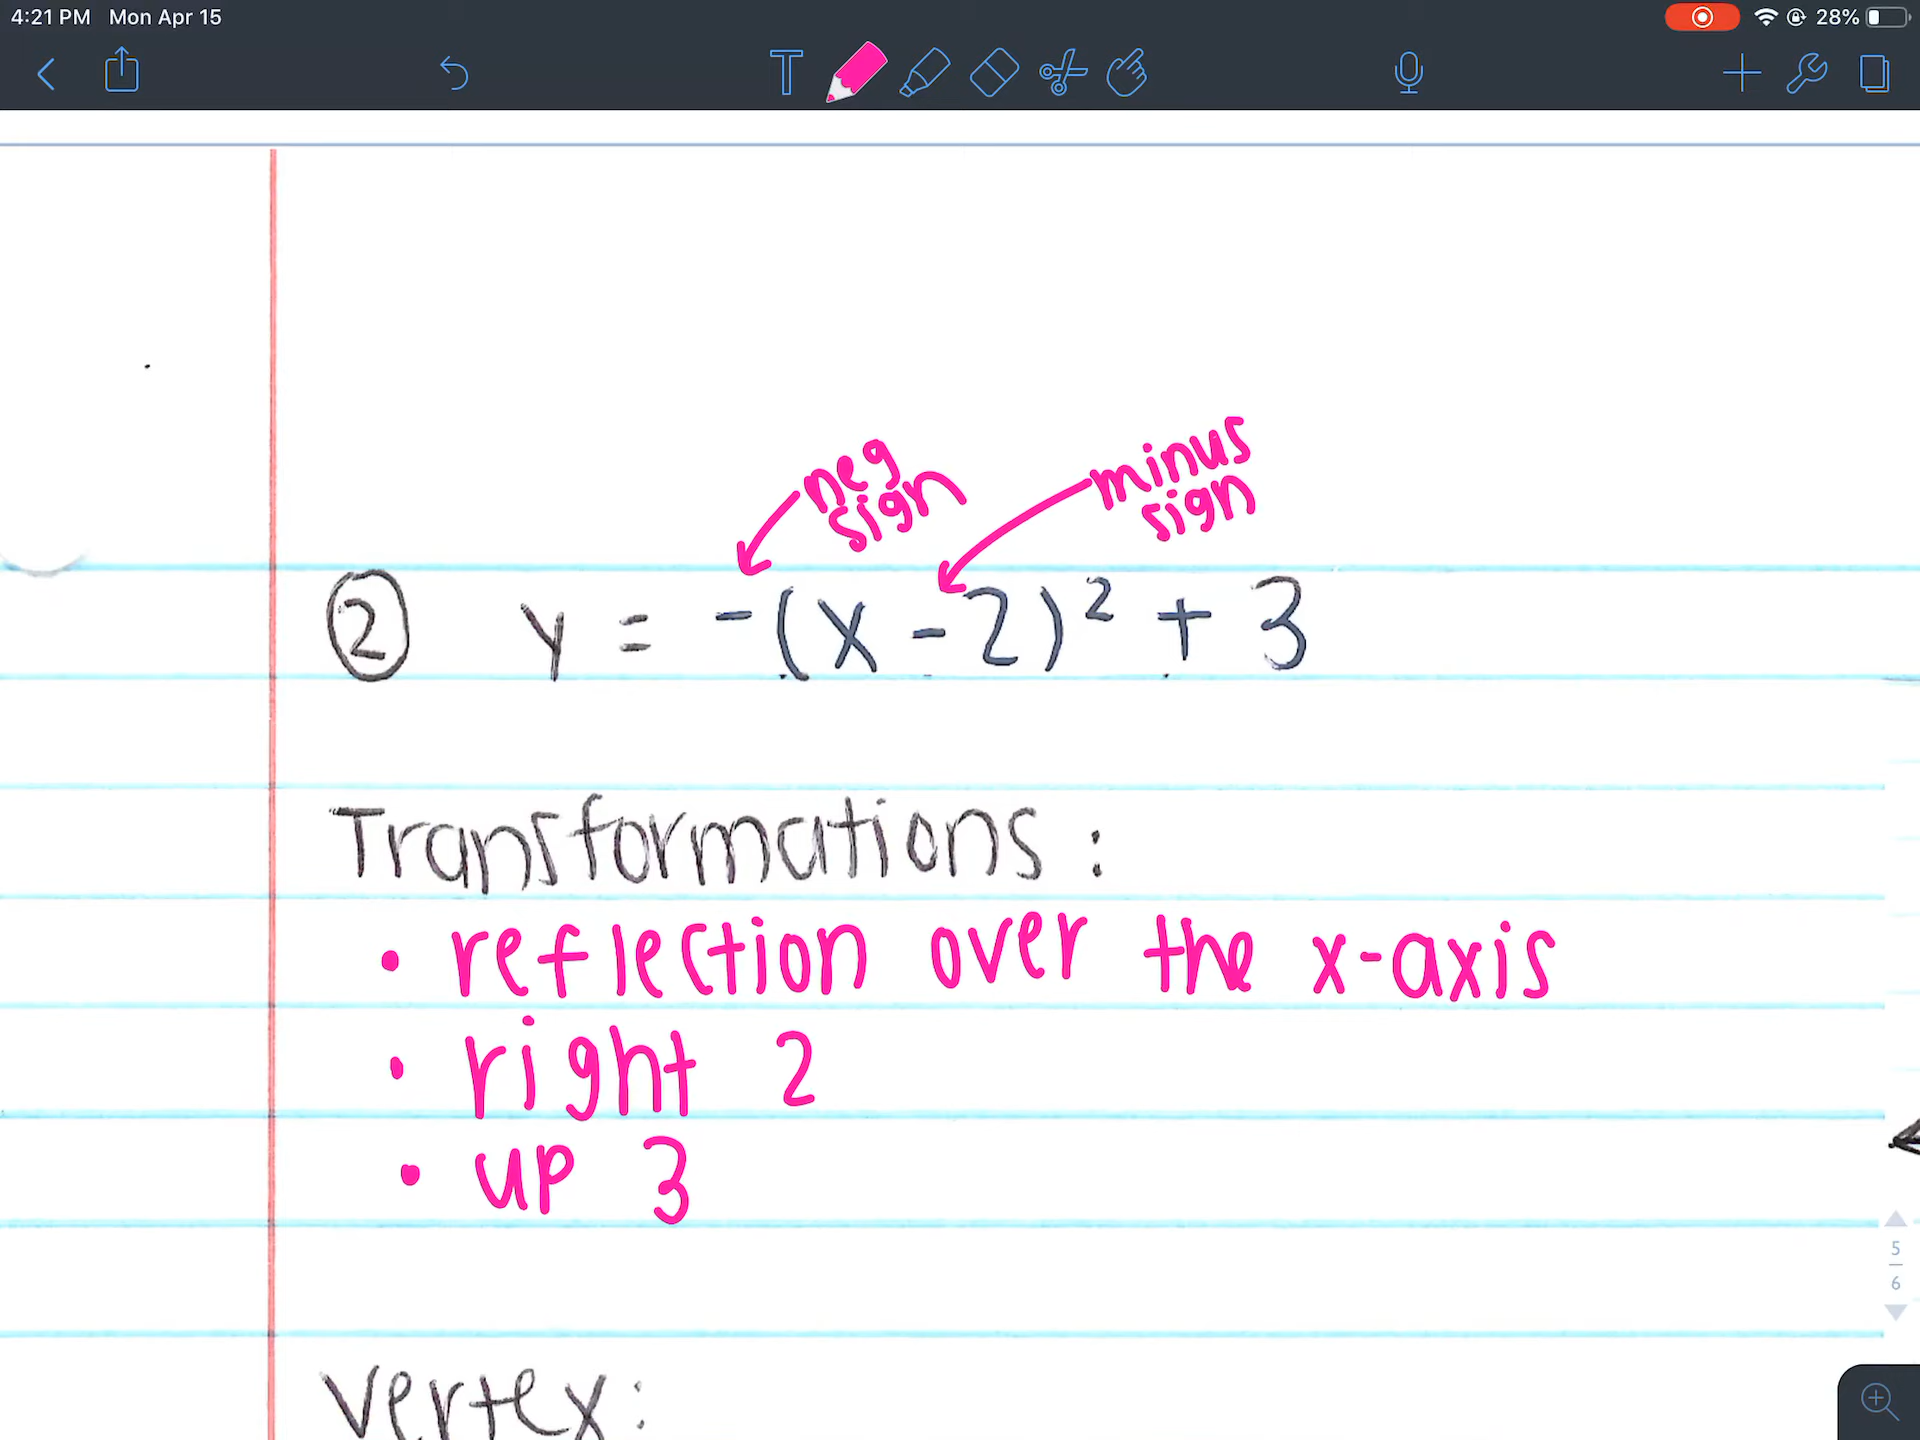 4:21 PM Mon Apr 15
28%
T
neg
sign
minus
sign
② y = -(x - 2)² + 3
Transformations:
• reflection over the x-axis
• right 2
• up 3
5
6
vertex: